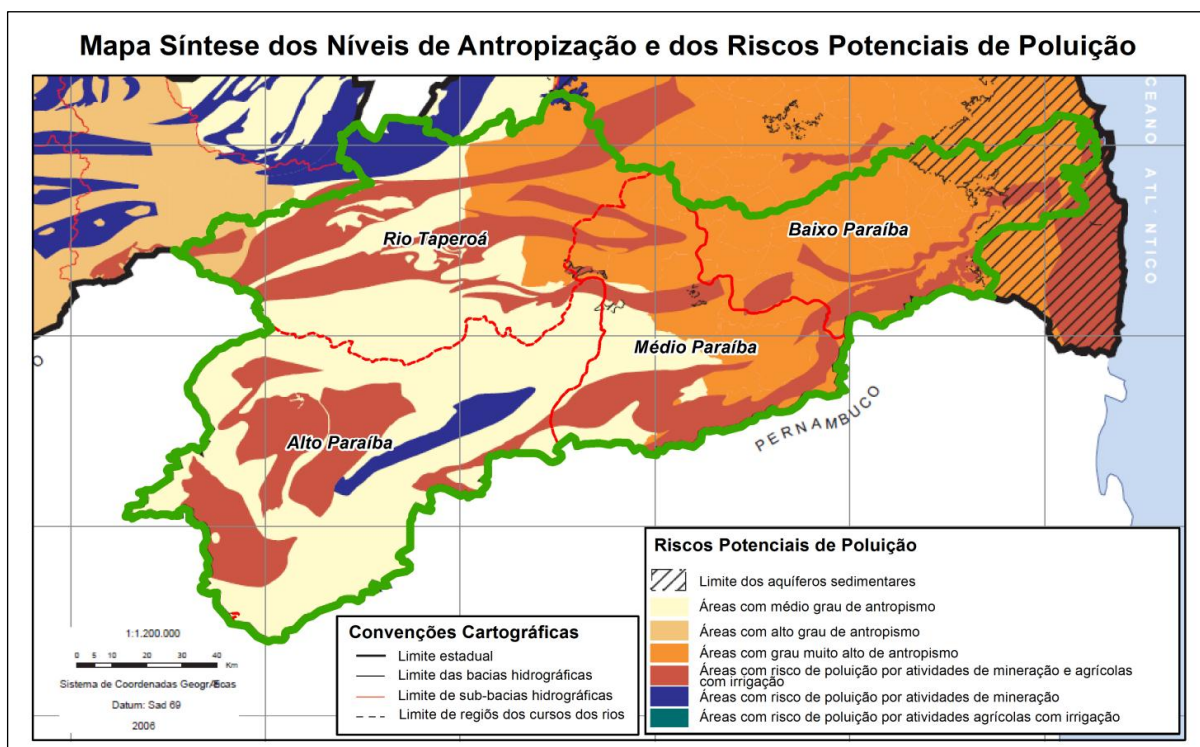 Mapa Síntese dos Níveis de Antropização e dos Riscos Potenciais de Poluição
CEANO ATL´NTICO
Rio Taperoá
Baixo Paraíba
Médio Paraíba
Alto Paraíba
PERNAMBUCO
O
1:1.200.000
0 5 10 20 30 40
Km
Sistema de Coordenadas Geogr
Datum: Sad 69
2006
Convenções Cartográficas
Limite estadual
Limite das bacias hidrográficas
Limite de sub-bacias hidrográficas
Limite de regiõs dos cursos dos rios
Riscos Potenciais de Poluição
Limite dos aquíferos sedimentares
Áreas com médio grau de antropismo
Áreas com alto grau de antropismo
Áreas com grau muito alto de antropismo
Áreas com risco de poluição por atividades de mineração e agrícolas
com irrigação
Áreas com risco de poluição por atividades de mineração
Áreas com risco de poluição por atividades agrícolas com irrigação